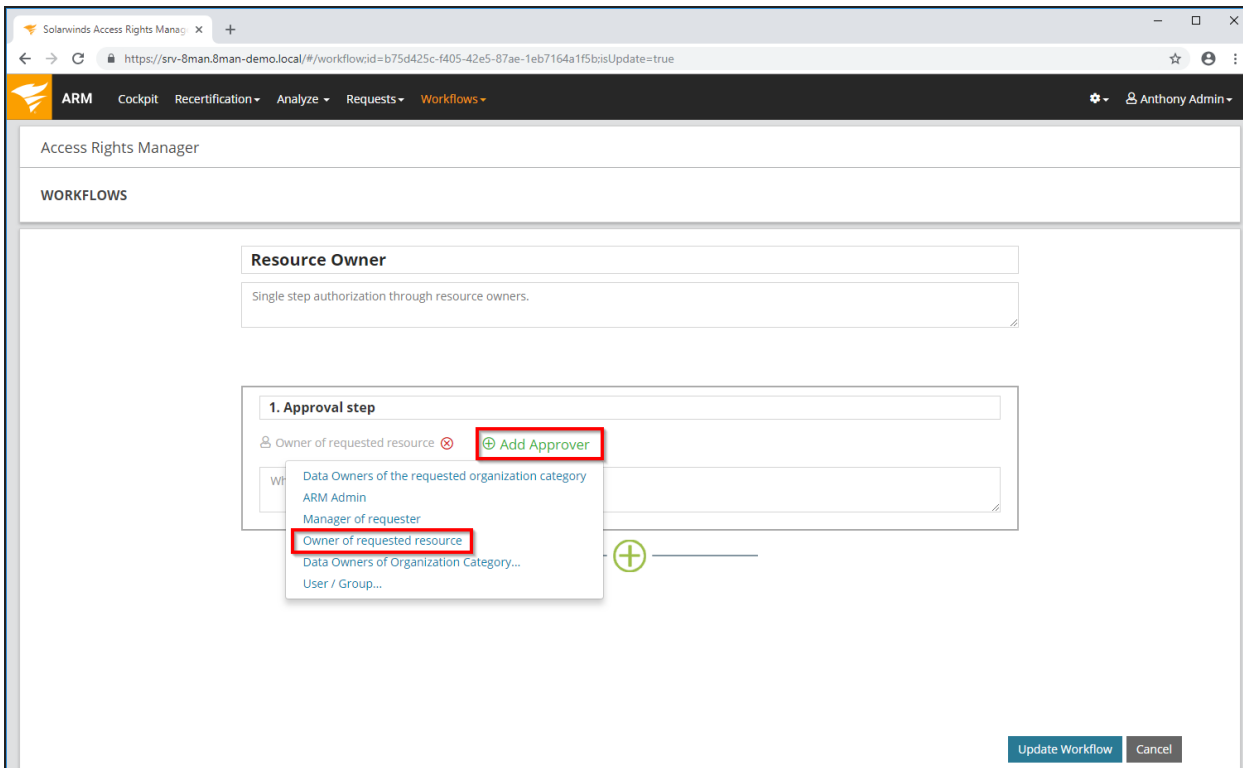 Solarwinds Access Rights Manag
https://srv-8man.8man-demo.local/#/workflow;id=b75d425c-f405-42e5-87ae-1eb7164a1f5b;isUpdate=true
ARM Cockpit Recertification Analyze Requests Workflows Anthony Admin
Access Rights Manager
WORKFLOWS
Resource Owner
Single step authorization through resource owners.
1. Approval step
Owner of requested resource Add Approver
Wh
Data Owners of the requested organization category
ARM Admin
Manager of requester
Owner of requested resource
Data Owners of Organization Category...
User / Group...
Update Workflow Cancel